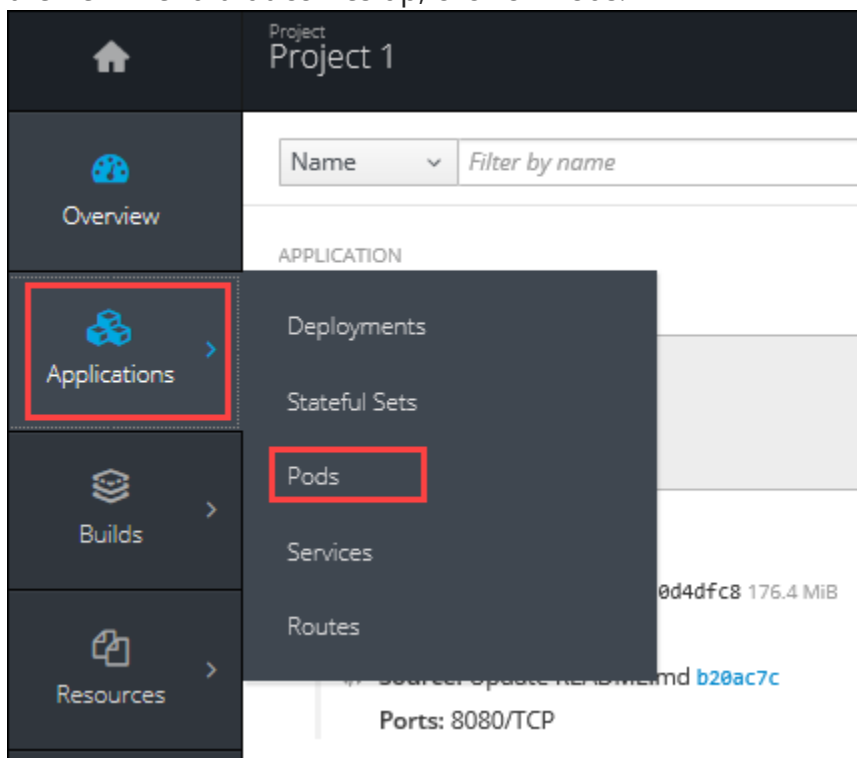 Project
Project 1
Name
Filter by name
Overview
APPLICATION
Applications
Deployments
Stateful Sets
Pods
Services
Routes
Builds
Resources
0d4dfc8 176.4 MiB
b20ac7c
Ports: 8080/TCP